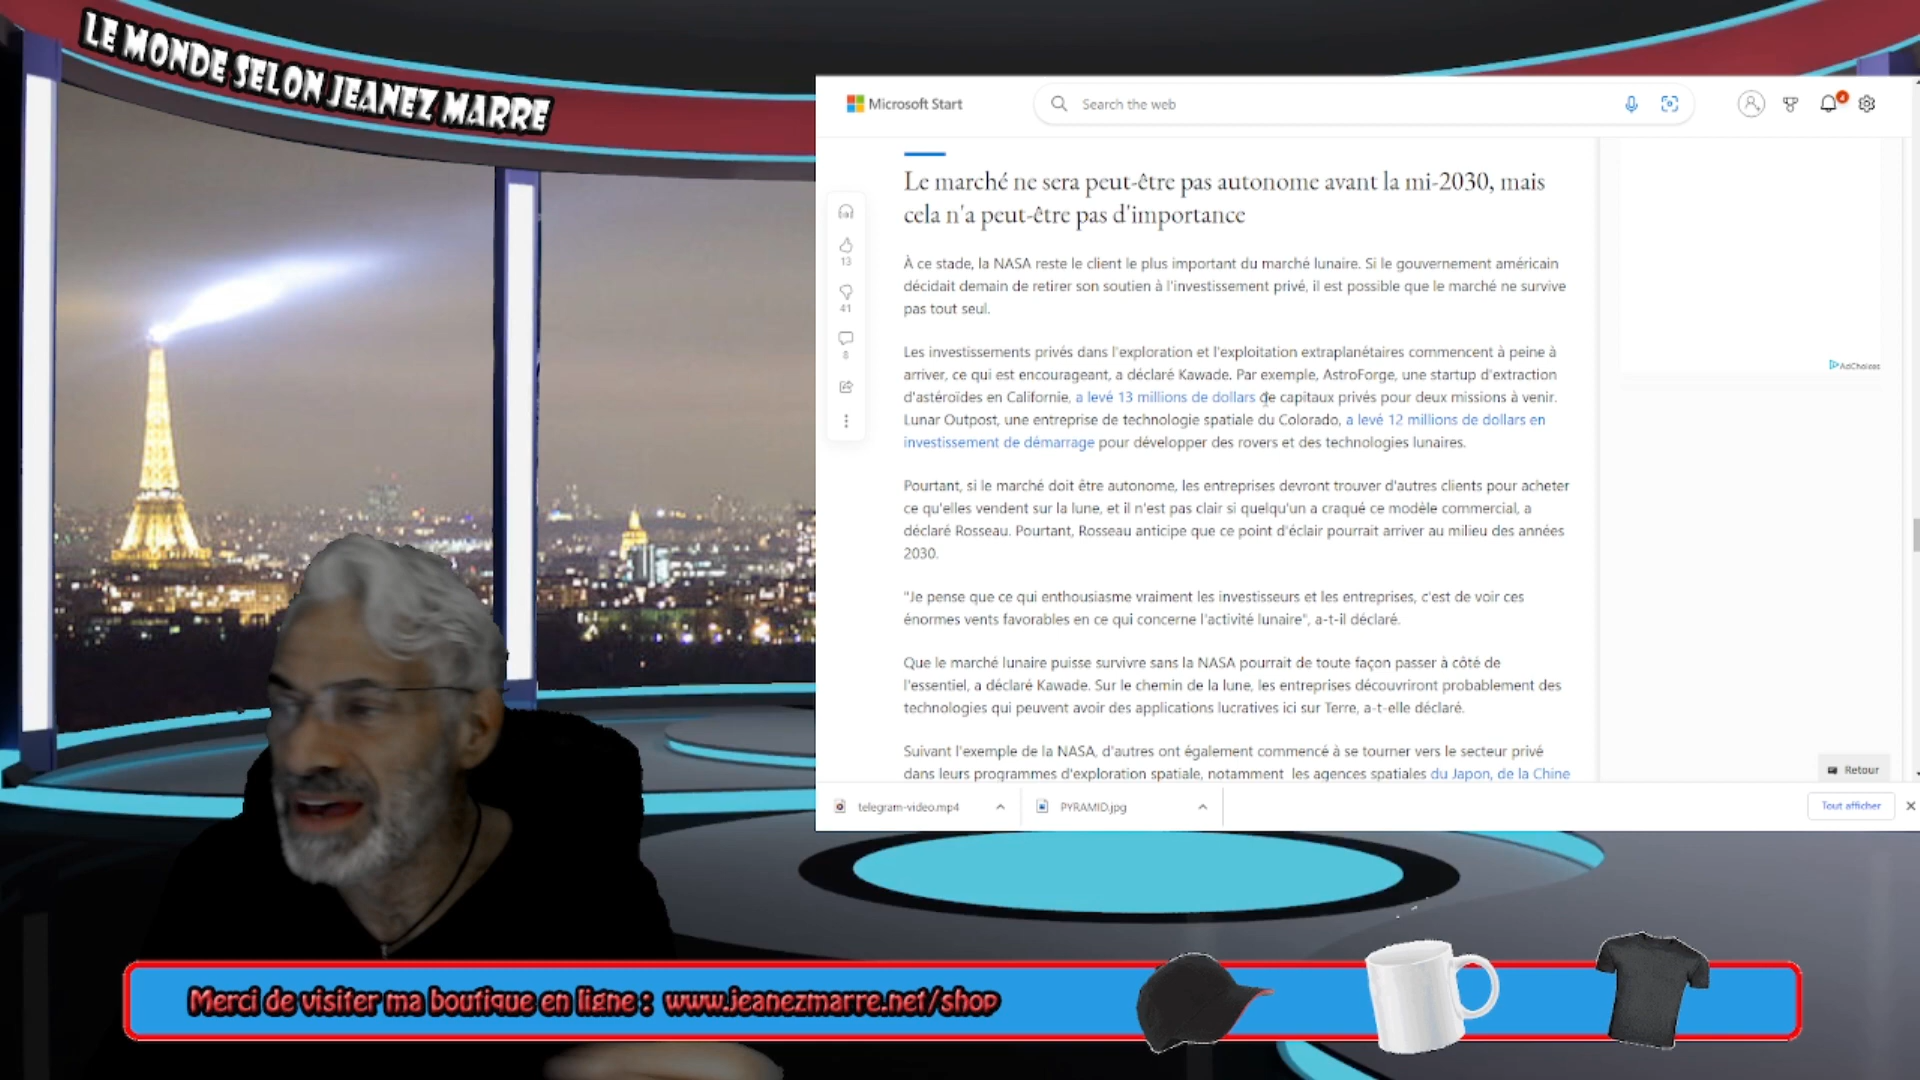 LE MONDE SELON JEANEZ MARRE
Microsoft Start
Search the web
4
Le marché ne sera peut-être pas autonome avant la mi-2030, mais
cela n'a peut-être pas d'importance
13
41
8
À ce stade, la NASA reste le client le plus important du marché lunaire. Si le gouvernement américain
décidait demain de retirer son soutien à l'investissement privé, il est possible que le marché ne survive
pas tout seul.
Les investissements privés dans l'exploration et l'exploitation extraplanétaires commencent à peine à
arriver, ce qui est encourageant, a déclaré Kawade. Par exemple, AstroForge, une startup d'extraction
d'astéroïdes en Californie, a levé 13 millions de dollars de capitaux privés pour deux missions à venir.
Lunar Outpost, une entreprise de technologie spatiale du Colorado, a levé 12 millions de dollars en
investissement de démarrage pour développer des rovers et des technologies lunaires.
Pourtant, si le marché doit être autonome, les entreprises devront trouver d'autres clients pour acheter
ce qu'elles vendent sur la lune, et il n'est pas clair si quelqu'un a craqué ce modèle commercial, a
déclaré Rosseau. Pourtant, Rosseau anticipe que ce point d'éclair pourrait arriver au milieu des années
2030.
"Je pense que ce qui enthousiasme vraiment les investisseurs et les entreprises, c'est de voir ces
énormes vents favorables en ce qui concerne l'activité lunaire", a-t-il déclaré.
Que le marché lunaire puisse survivre sans la NASA pourrait de toute façon passer à côté de
l'essentiel, a déclaré Kawade. Sur le chemin de la lune, les entreprises découvriront probablement des
technologies qui peuvent avoir des applications lucratives ici sur Terre, a-t-elle déclaré.
Suivant l'exemple de la NASA, d'autres ont également commencé à se tourner vers le secteur privé
dans leurs programmes d'exploration spatiale, notamment les agences spatiales du Japon, de la Chine
AdChoices
Retour
telegram-video.mp4
PYRAMID.jpg
Tout afficher
Merci de visiter ma boutique en ligne : www.jeanezmarre.net/shop